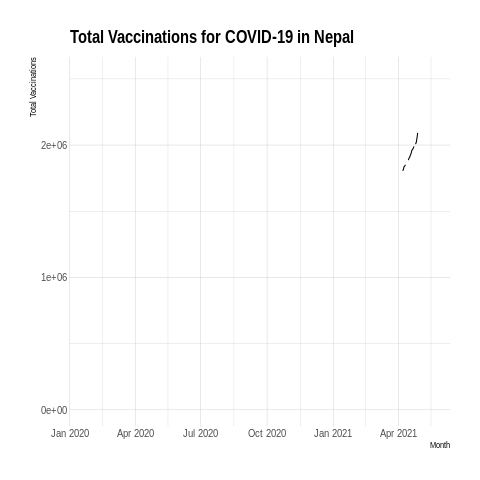 Total Vaccinations for COVID-19 in Nepal
Total Vaccinations
2e+06
1e+06
0e+00
Jan 2020 Apr 2020 Jul 2020 Oct 2020 Jan 2021 Apr 2021
Month